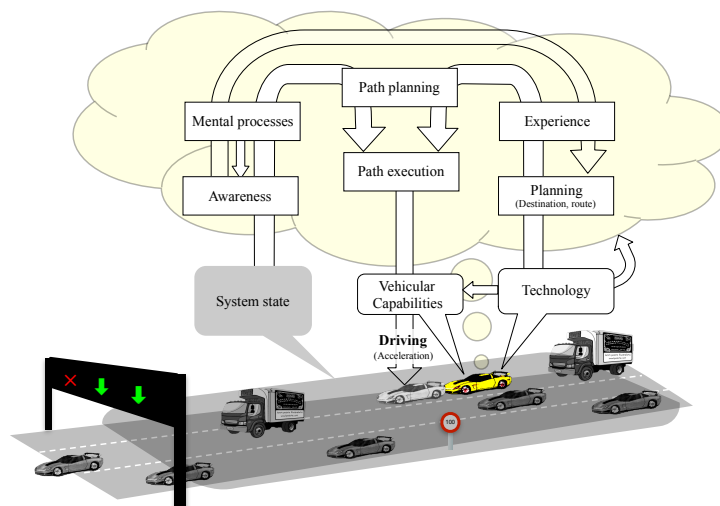 Path planning
Mental processes
Experience
Path execution
Awareness
Planning
(Destination, route)
System state
Vehicular
Capabilities
Technology
Driving
(Acceleration)
100